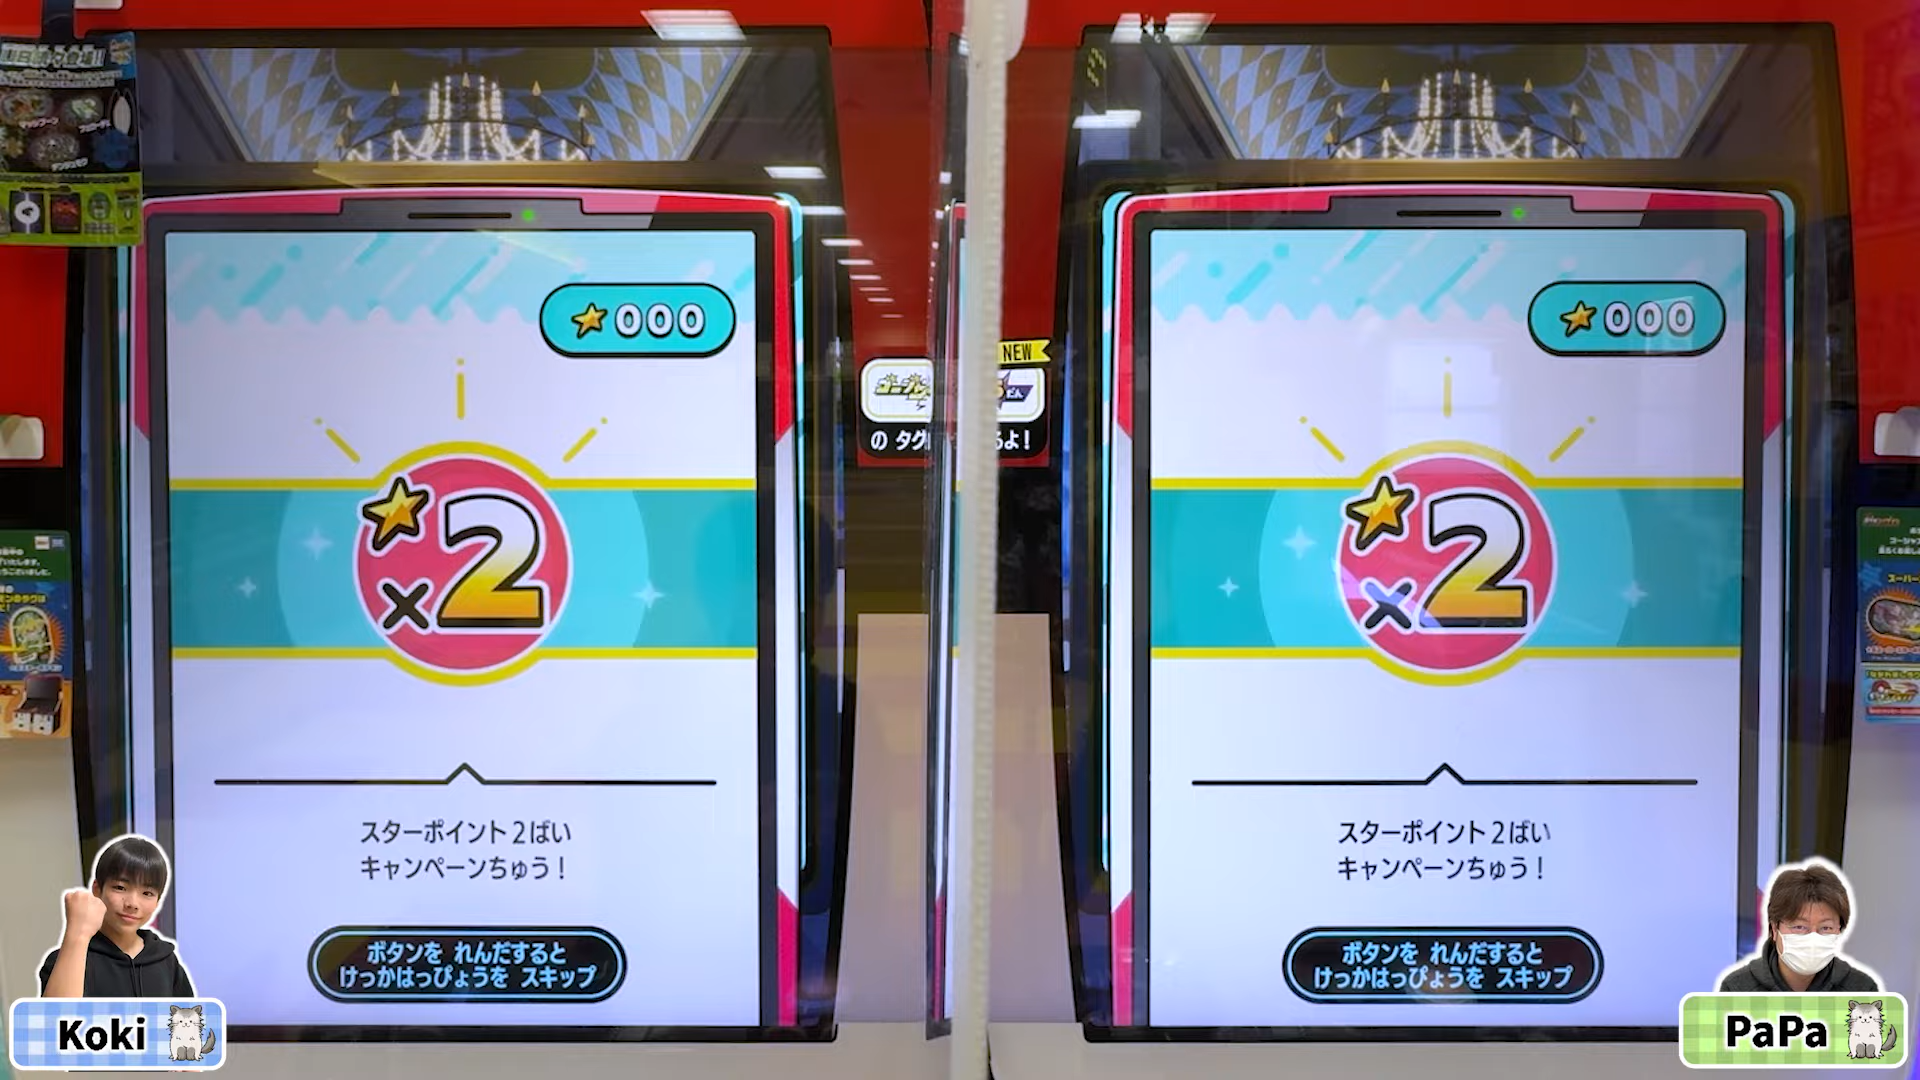 000
×2
スターポイント2ばい
キャンペーンちゅう!
ボタンを れんだすると
けっかはっぴょうを スキップ
NEW
の タグ
るよ!
000
×2
スターポイント2ばい
キャンペーンちゅう!
ボタンを れんだすると
けっかはっぴょうを スキップ
スーパー
Koki
PaPa